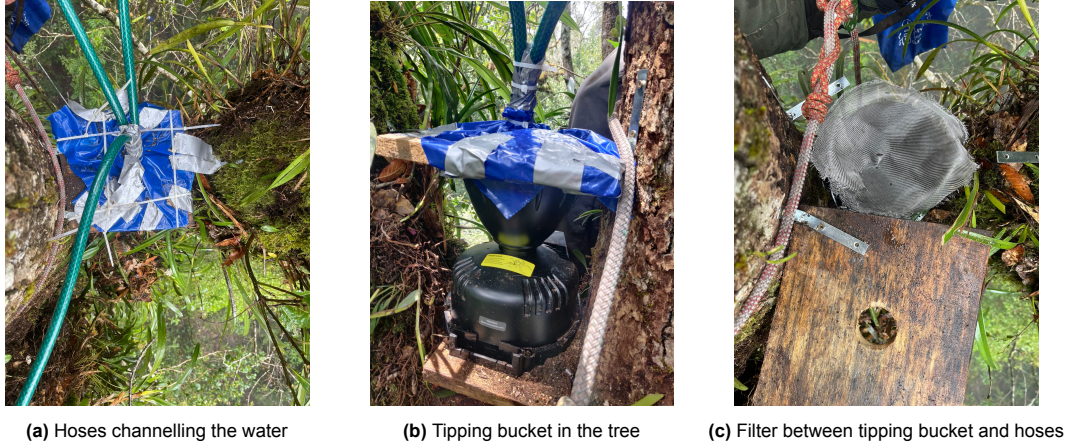 (a) Hoses channelling the water
(b) Tipping bucket in the tree
(c) Filter between tipping bucket and hoses